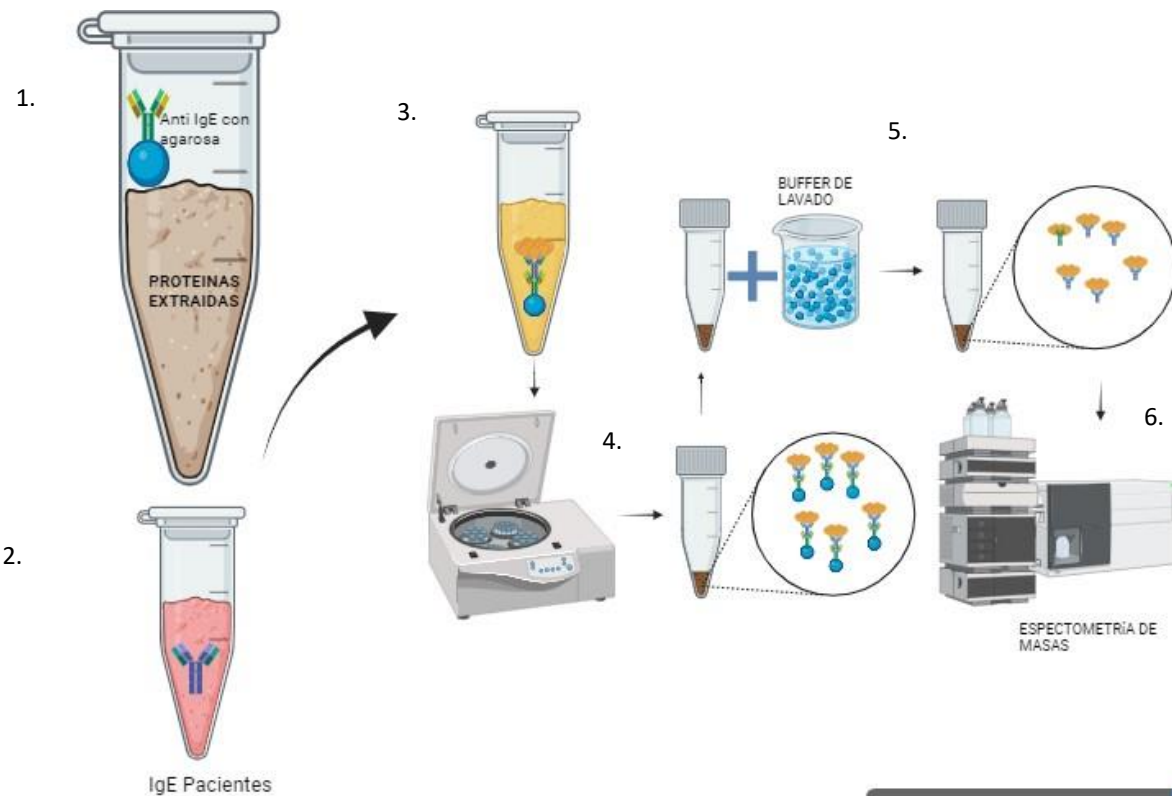 1.
Anti IgE con
agarosa
PROTEINAS
EXTRAIDAS
2.
IgE Pacientes
3.
4.
BUFFER DE
LAVADO
5.
6.
ESPECTOMETRíA DE
MASAS